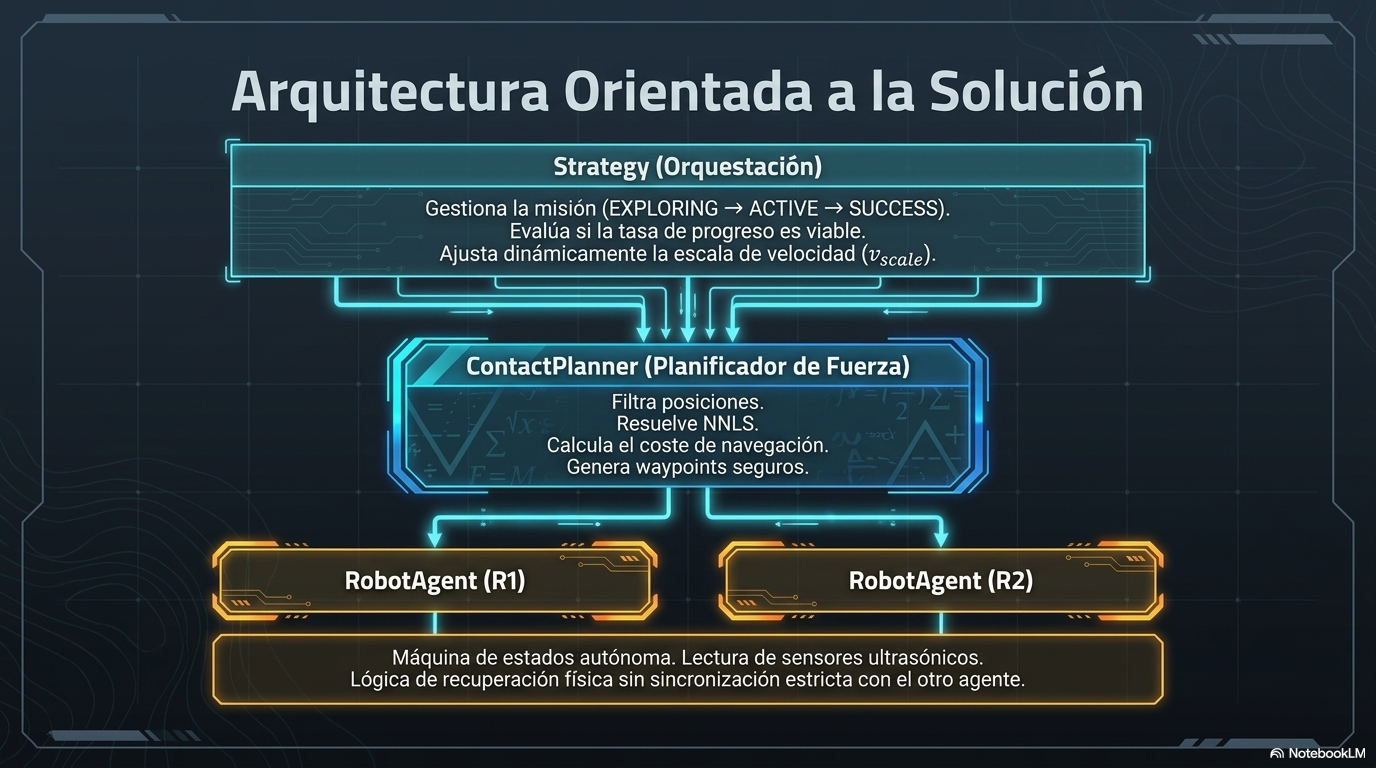 Arquitectura Orientada a la Solución
Strategy (Orquestación)
Gestiona la misión (EXPLORING → ACTIVE → SUCCESS).
Evalúa si la tasa de progreso es viable.
Ajusta dinámicamente la escala de velocidad (v_scale).
ContactPlanner (Planificador de Fuerza)
Filtra posiciones.
Resuelve NNLS.
Calcula el coste de navegación.
Genera waypoints seguros.
RobotAgent (R1)
RobotAgent (R2)
Máquina de estados autónoma. Lectura de sensores ultrasónicos.
Lógica de recuperación física sin sincronización estricta con el otro agente.
NotebookLM